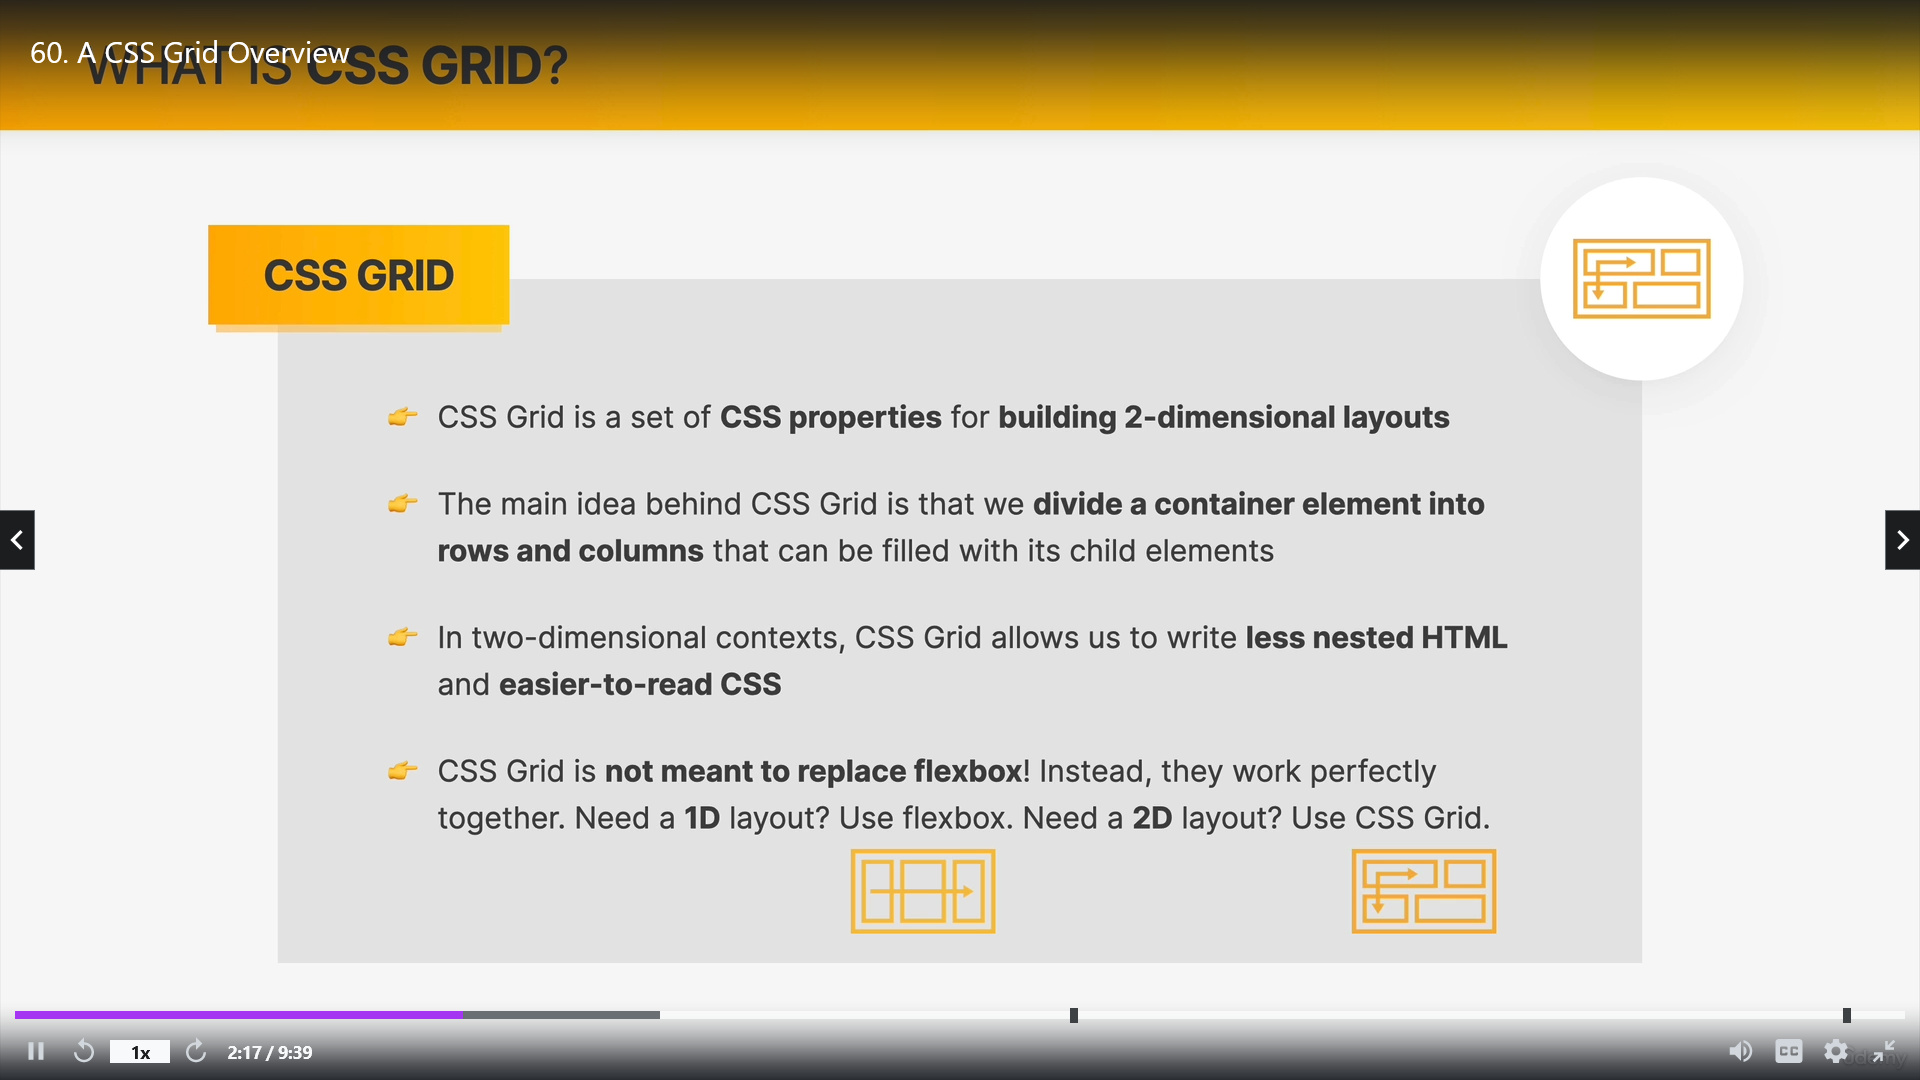 60. A CSS Grid Overview
WHAT IS CSS GRID?
CSS GRID
CSS Grid is a set of CSS properties for building 2-dimensional layouts
The main idea behind CSS Grid is that we divide a container element into
rows and columns that can be filled with its child elements
In two-dimensional contexts, CSS Grid allows us to write less nested HTML
and easier-to-read CSS
CSS Grid is not meant to replace flexbox! Instead, they work perfectly
together. Need a 1D layout? Use flexbox. Need a 2D layout? Use CSS Grid.
1x
2:17 / 9:39
CC
Udemy